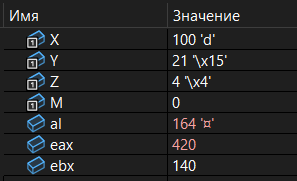 Имя Значение
X 100 'd'
Y 21 '\x15'
Z 4 '\x4'
M 0
al 164 '¤'
eax 420
ebx 140